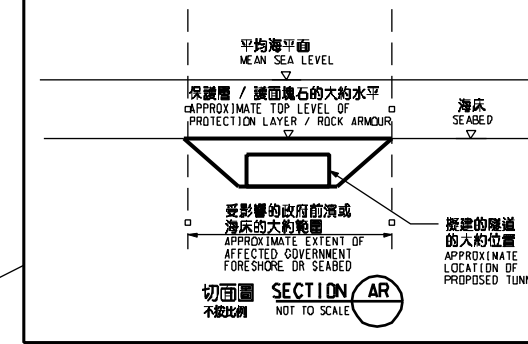 平均海平面
MEAN SEA LEVEL
保護層 / 護面塊石的大約水平
APPROXIMATE TOP LEVEL OF
PROTECTION LAYER / ROCK ARMOUR
海床
SEABED
受影響的政府前濱或
海床的大約範圍
APPROXIMATE EXTENT OF
AFFECTED GOVERNMENT
FORESHORE OR SEABED
擬建的隧道
的大約位置
APPROXIMATE
LOCATION OF
PROPOSED TUNN
切面圖 SECTION AR
不按比例 NOT TO SCALE